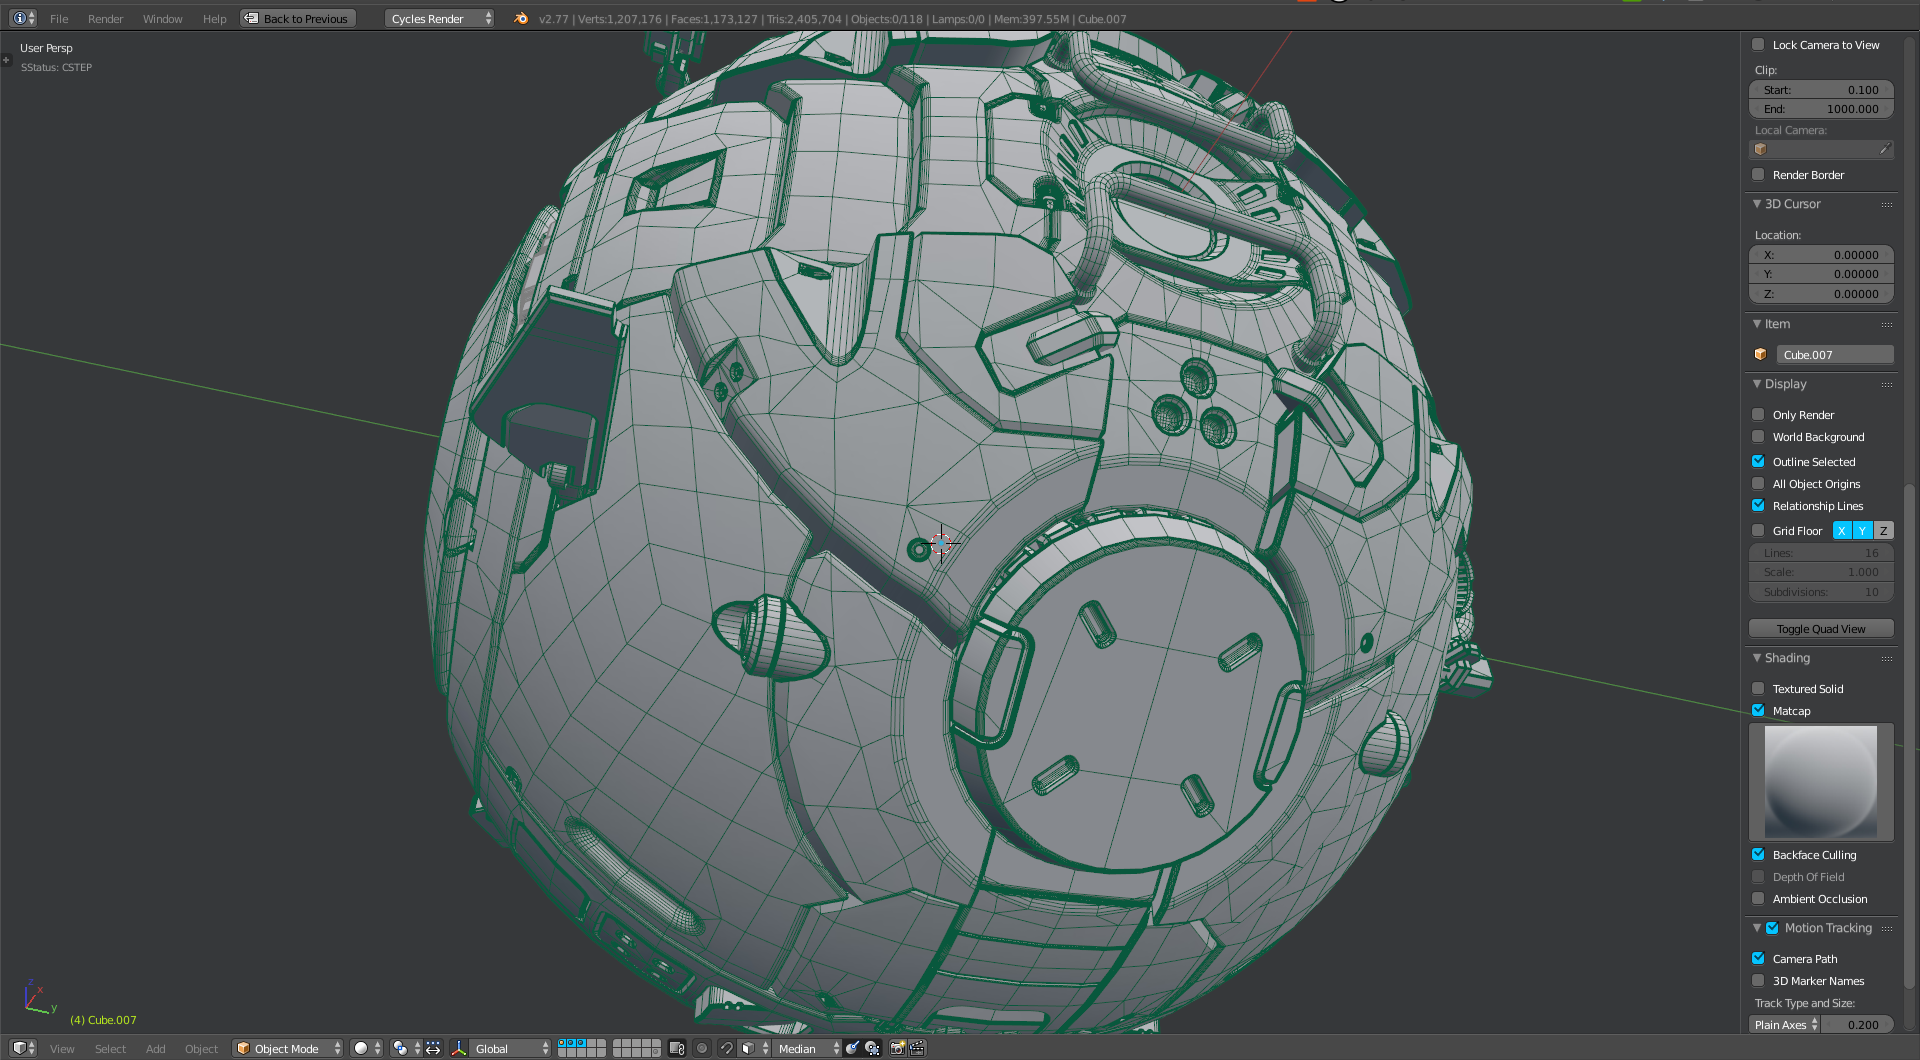 File Render Window Help Back to Previous Cycles Render v2.77 | Verts:1,207,176 | Faces:1,173,127 | Tris:2,405,704 | Objects:0/118 | Lamps:0/0 | Mem:397.55M | Cube.007
User Persp
SStatus: CSTEP
Lock Camera to View
Clip:
Start: 0.100
End: 1000.000
Local Camera:
Render Border
3D Cursor
Location:
X: 0.00000
Y: 0.00000
Z: 0.00000
Item
Cube.007
Display
Only Render
World Background
Outline Selected
All Object Origins
Relationship Lines
Grid Floor X Y Z
Lines: 16
Scale: 1.000
Subdivisions: 10
Toggle Quad View
Shading
Textured Solid
Matcap
Backface Culling
Depth Of Field
Ambient Occlusion
Motion Tracking
Camera Path
3D Marker Names
Track Type and Size:
Plain Axes 0.200
z
x
y
(4) Cube.007
View Select Add Object Object Mode Global Median